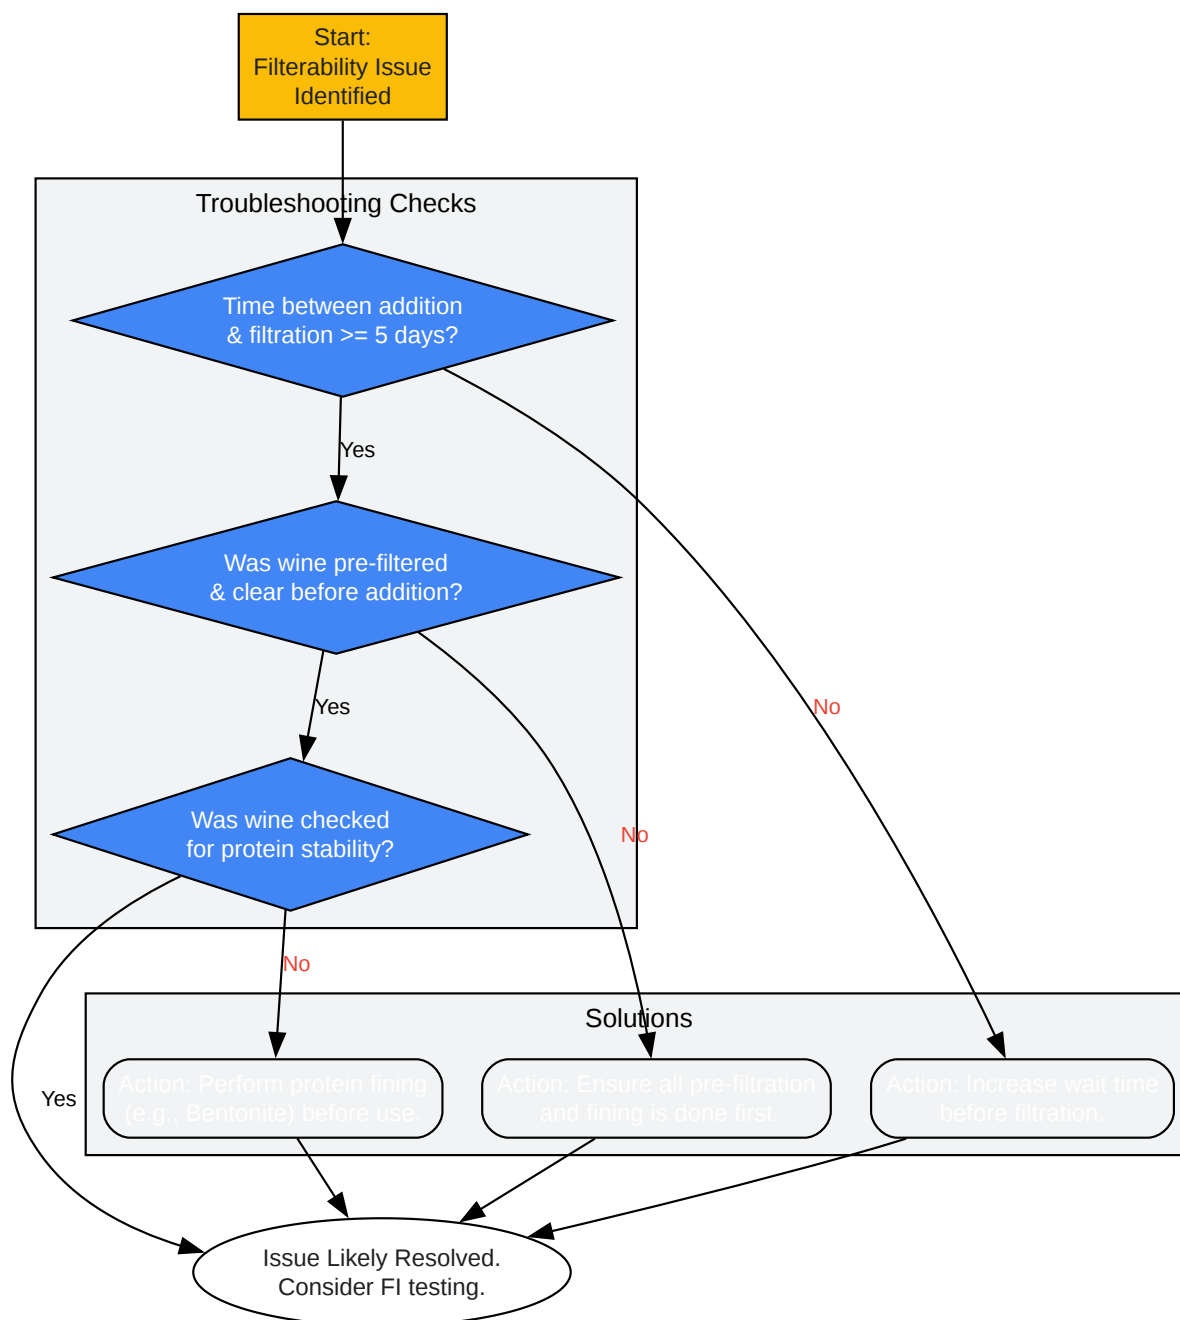 Start:
Filterability Issue
Identified
Troubleshooting Checks
Time between addition
& filtration >= 5 days?
Yes
Was wine pre-filtered
& clear before addition?
Yes
No
Was wine checked
for protein stability?
No
No
Yes
Solutions
Action: Perform protein fining
(e.g., Bentonite) before use.
Action: Ensure all pre-filtration
and fining is done first.
Action: Increase wait time
before filtration.
Issue Likely Resolved.
Consider FI testing.